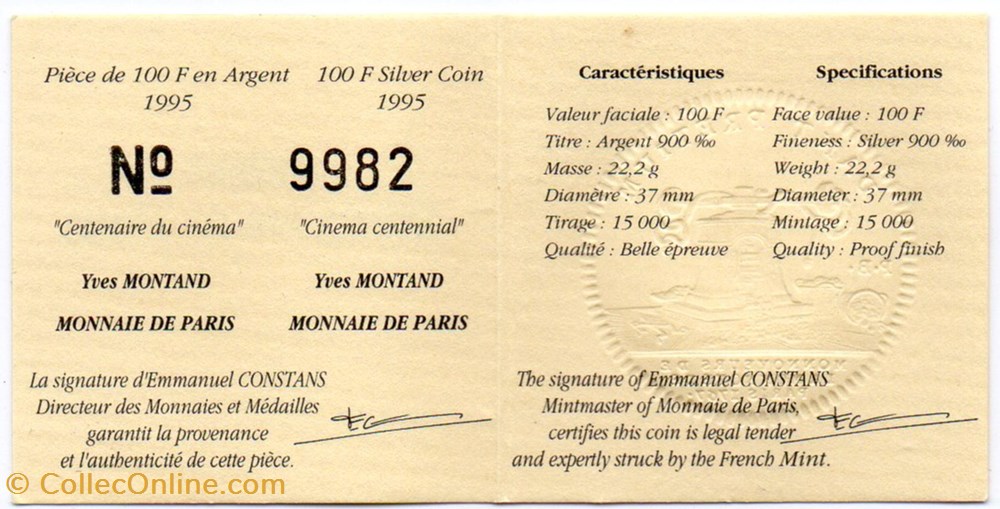 Pièce de 100 F en Argent
1995
100 F Silver Coin
1995
Nº 9982
"Centenaire du cinéma"
"Cinema centennial"
Yves MONTAND
Yves MONTAND
MONNAIE DE PARIS
MONNAIE DE PARIS
La signature d'Emmanuel CONSTANS
Directeur des Monnaies et Médailles
garantit la provenance
et l'authenticité de cette pièce.
Caractéristiques
Valeur faciale : 100 F
Titre : Argent 900 ‰
Masse : 22,2 g
Diamètre : 37 mm
Tirage : 15 000
Qualité : Belle épreuve
Specifications
Face value : 100 F
Fineness : Silver 900 ‰
Weight : 22,2 g
Diameter : 37 mm
Mintage : 15 000
Quality : Proof finish
The signature of Emmanuel CONSTANS
Mintmaster of Monnaie de Paris,
certifies this coin is legal tender
and expertly struck by the French Mint.
© CollecOnline.com